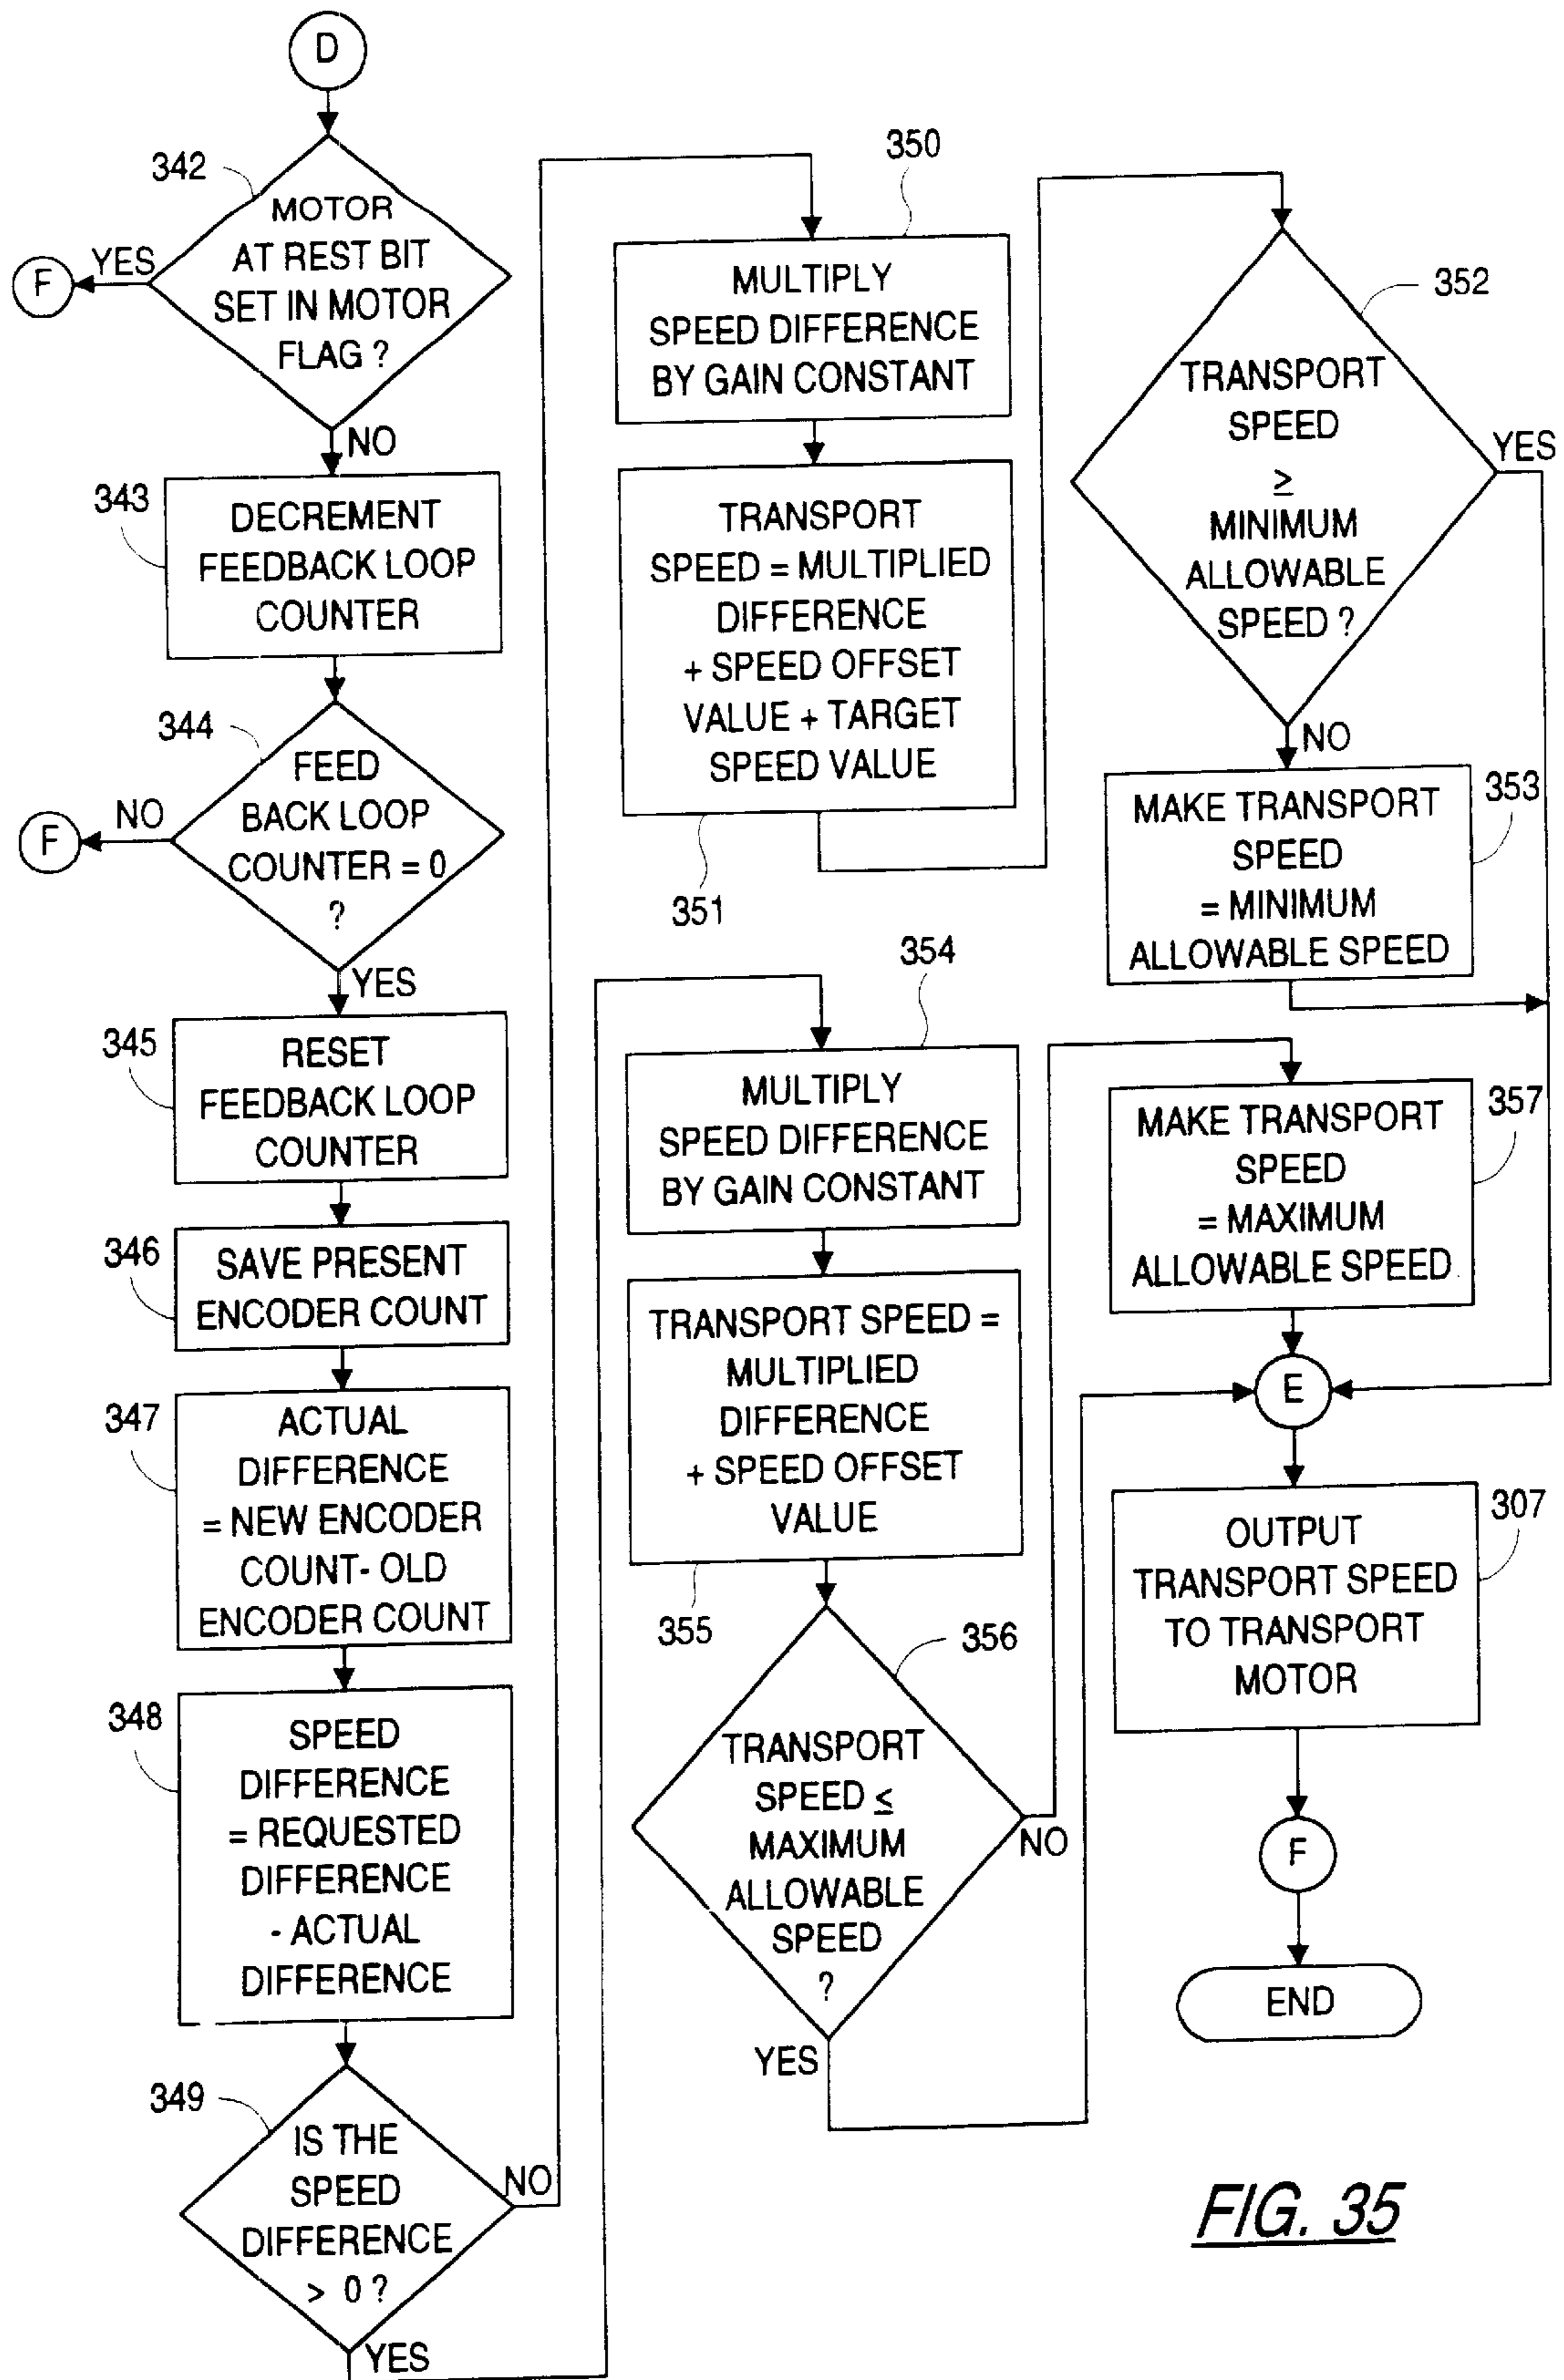 D
342
MOTOR
AT REST BIT
SET IN MOTOR
FLAG ?
YES
F
NO
343
DECREMENT
FEEDBACK LOOP
COUNTER
344
FEED
BACK LOOP
COUNTER = 0
?
NO
F
YES
345
RESET
FEEDBACK LOOP
COUNTER
346
SAVE PRESENT
ENCODER COUNT
347
ACTUAL
DIFFERENCE
= NEW ENCODER
COUNT- OLD
ENCODER COUNT
348
SPEED
DIFFERENCE
= REQUESTED
DIFFERENCE
- ACTUAL
DIFFERENCE
349
IS THE
SPEED
DIFFERENCE
> 0 ?
NO
YES
350
MULTIPLY
SPEED DIFFERENCE
BY GAIN CONSTANT
TRANSPORT
SPEED = MULTIPLIED
DIFFERENCE
+ SPEED OFFSET
VALUE + TARGET
SPEED VALUE
351
352
TRANSPORT
SPEED
≥
MINIMUM
ALLOWABLE
SPEED ?
YES
NO
353
MAKE TRANSPORT
SPEED
= MINIMUM
ALLOWABLE SPEED
354
MULTIPLY
SPEED DIFFERENCE
BY GAIN CONSTANT
TRANSPORT SPEED =
MULTIPLIED
DIFFERENCE
+ SPEED OFFSET
VALUE
355
356
TRANSPORT
SPEED ≤
MAXIMUM
ALLOWABLE
SPEED
?
NO
YES
357
MAKE TRANSPORT
SPEED
= MAXIMUM
ALLOWABLE SPEED
E
307
OUTPUT
TRANSPORT SPEED
TO TRANSPORT
MOTOR
F
END
FIG. 35